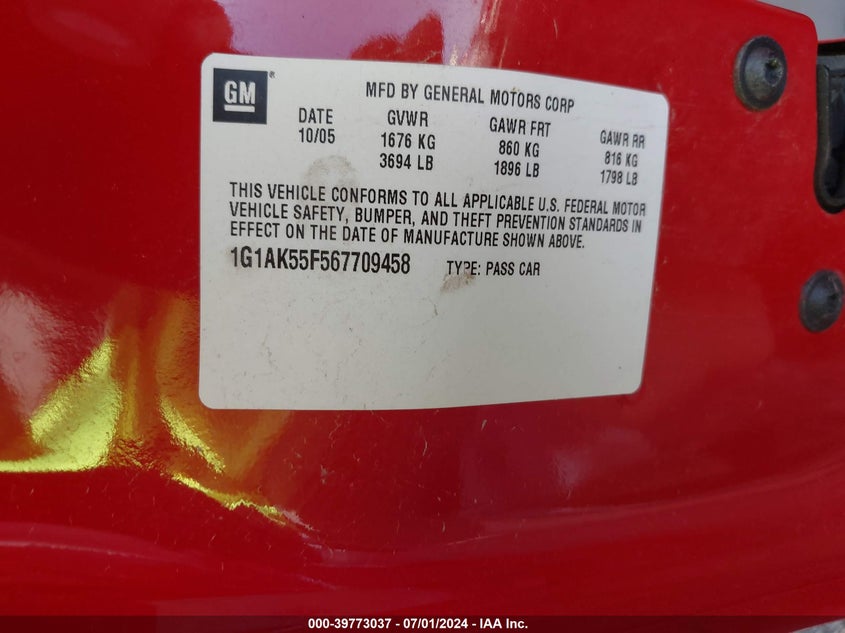 GM®
MFD BY GENERAL MOTORS CORP
DATE GVWR GAWR FRT GAWR RR
10/05 1676 KG 860 KG 816 KG
3694 LB 1896 LB 1798 LB
THIS VEHICLE CONFORMS TO ALL APPLICABLE U.S. FEDERAL MOTOR
VEHICLE SAFETY, BUMPER, AND THEFT PREVENTION STANDARDS IN
EFFECT ON THE DATE OF MANUFACTURE SHOWN ABOVE.
1G1AK55F567709458 TYPE: PASS CAR
000-39773037 - 07/01/2024 - IAA Inc.